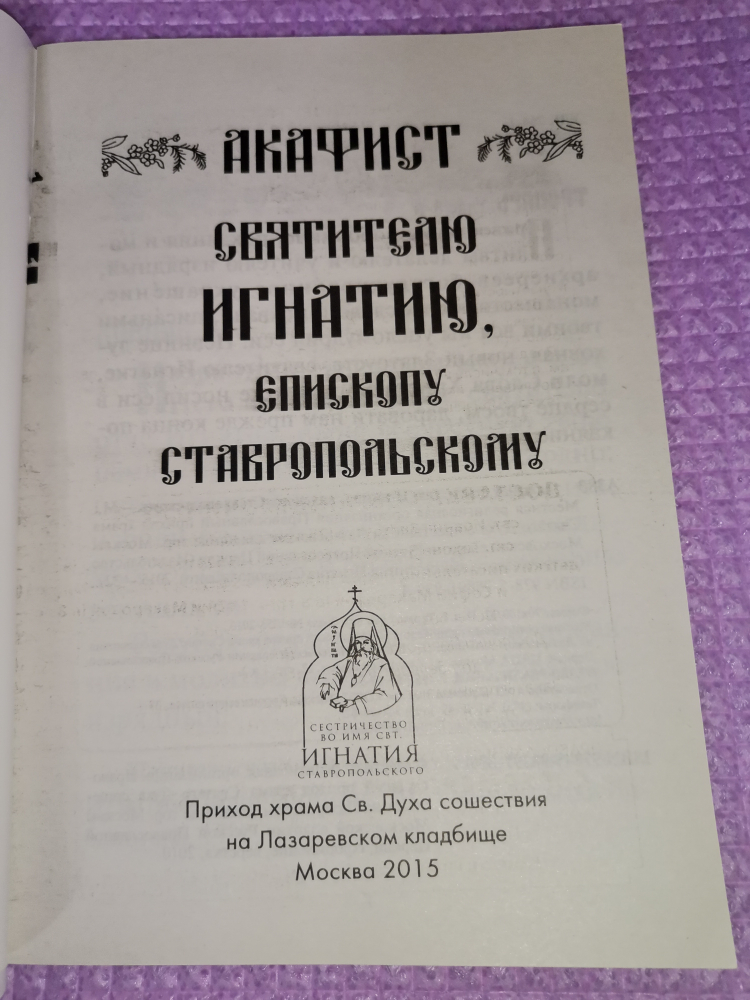 АКАФИСТ
СВЯТИТЕЛЮ
ИГНАТИЮ,
ЕПИСКОПУ
СТАВРОПОЛЬСКОМУ
СЕСТРИЧЕСТВО
ВО ИМЯ СВТ.
ИГНАТИЯ
СТАВРОПОЛЬСКОГО
Приход храма Св. Духа сошествия
на Лазаревском кладбище
Москва 2015